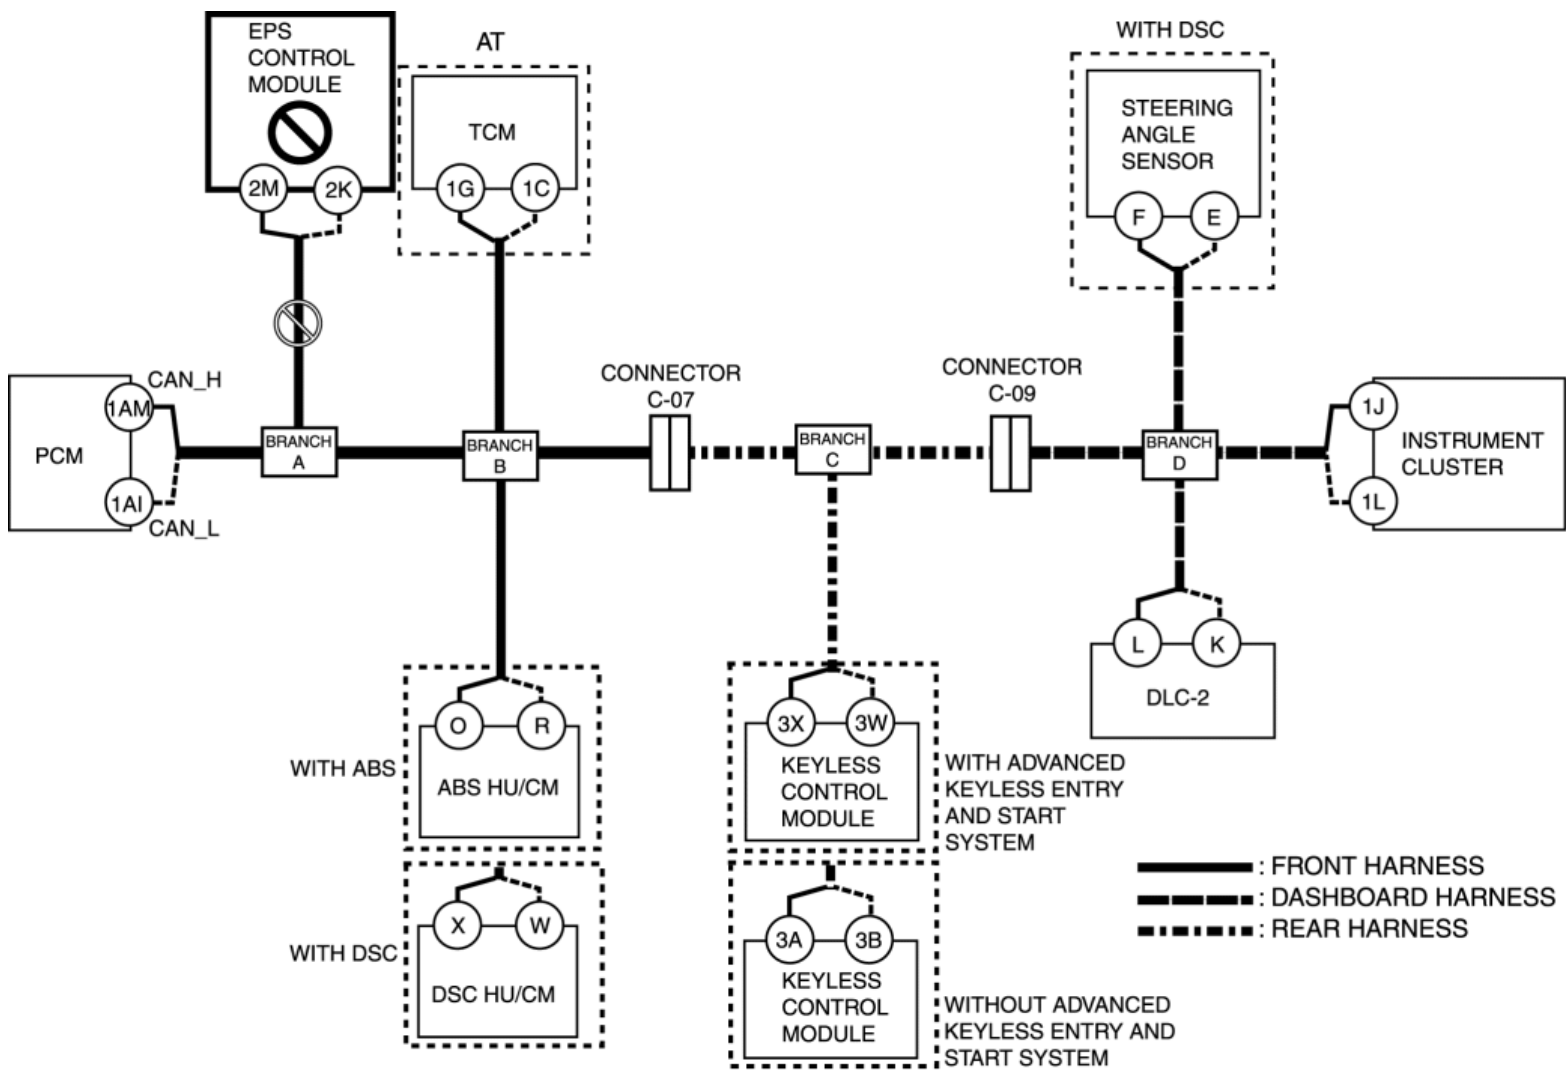 EPS
CONTROL
MODULE
2M
2K
AT
TCM
1G
1C
WITH DSC
STEERING
ANGLE
SENSOR
F
E
PCM
1AM
CAN_H
1AI
CAN_L
BRANCH
A
BRANCH
B
CONNECTOR
C-07
BRANCH
C
CONNECTOR
C-09
BRANCH
D
1J
1L
INSTRUMENT
CLUSTER
L
K
DLC-2
WITH ABS
O
R
ABS HU/CM
WITH DSC
X
W
DSC HU/CM
3X
3W
KEYLESS
CONTROL
MODULE
WITH ADVANCED
KEYLESS ENTRY
AND START
SYSTEM
3A
3B
KEYLESS
CONTROL
MODULE
WITHOUT ADVANCED
KEYLESS ENTRY AND
START SYSTEM
: FRONT HARNESS
: DASHBOARD HARNESS
: REAR HARNESS